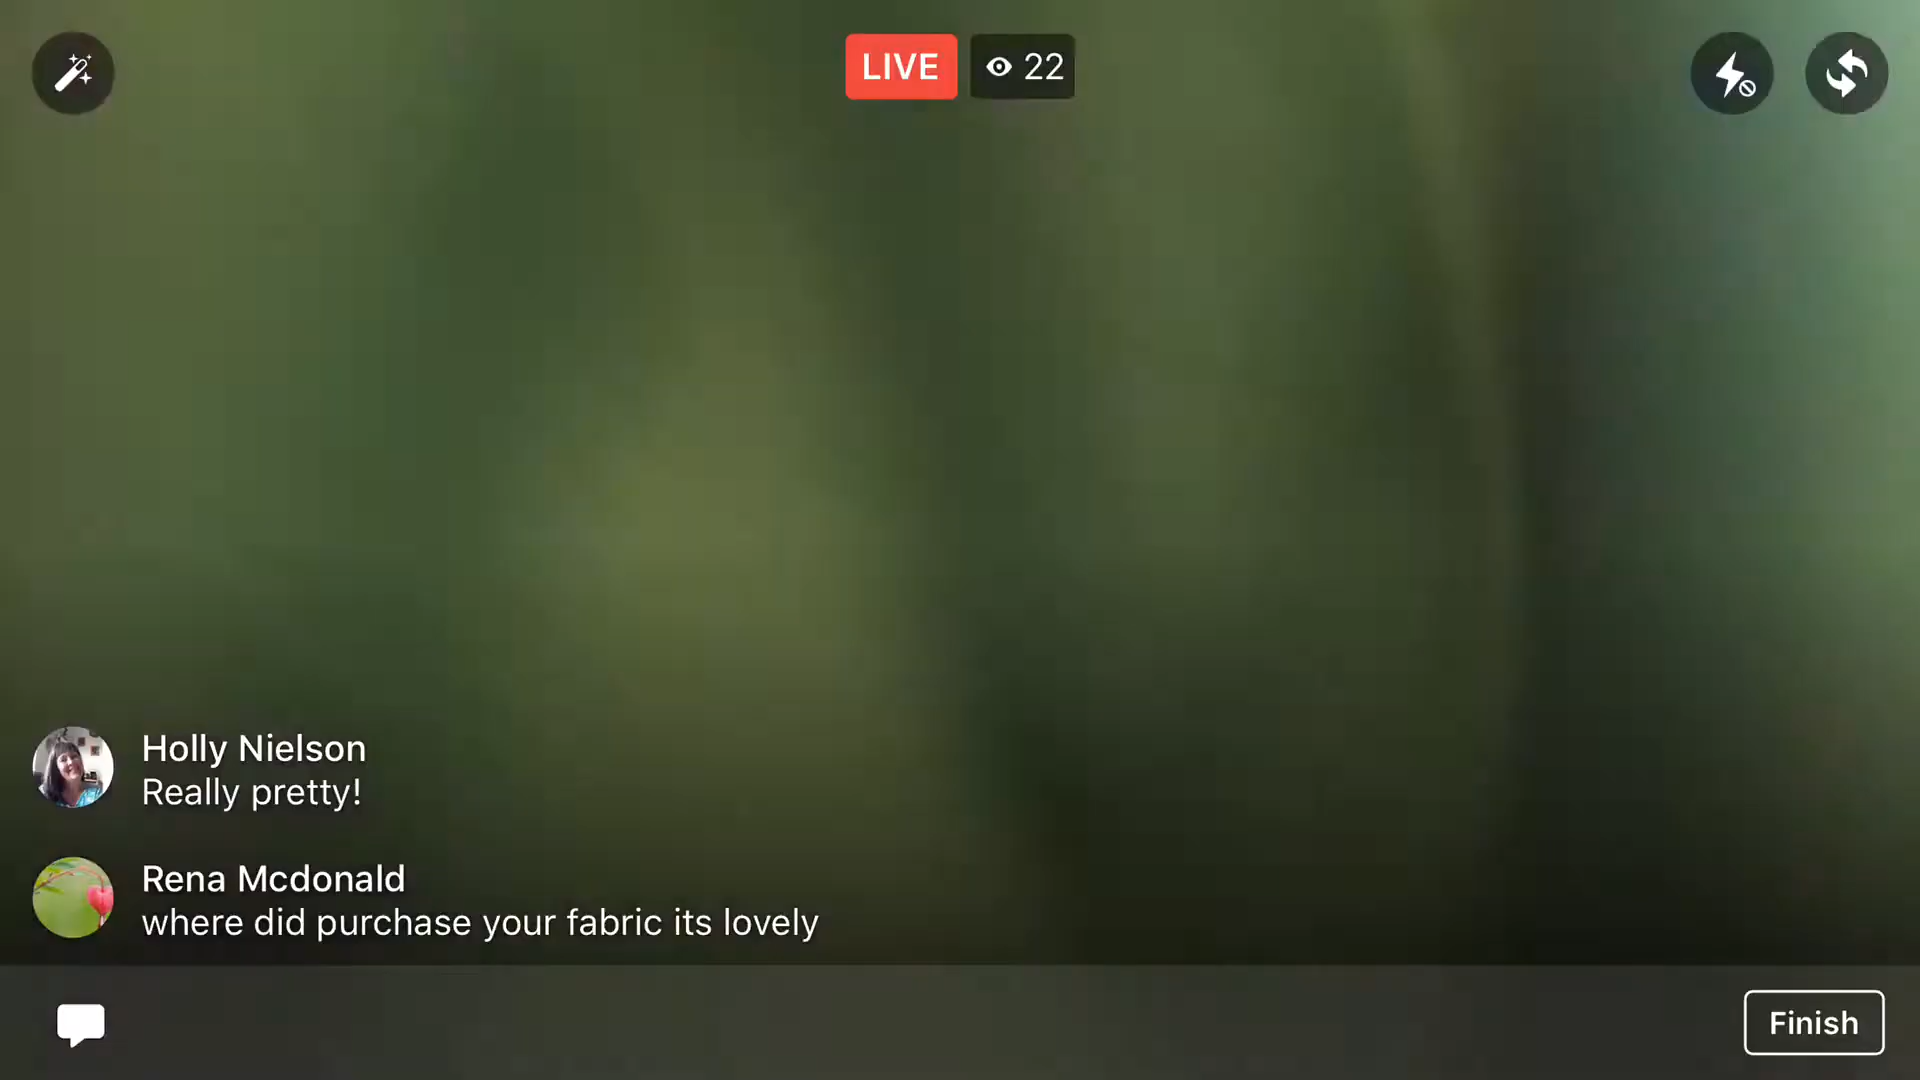 LIVE 22
Holly Nielson
Really pretty!
Rena Mcdonald
where did purchase your fabric its lovely
Finish